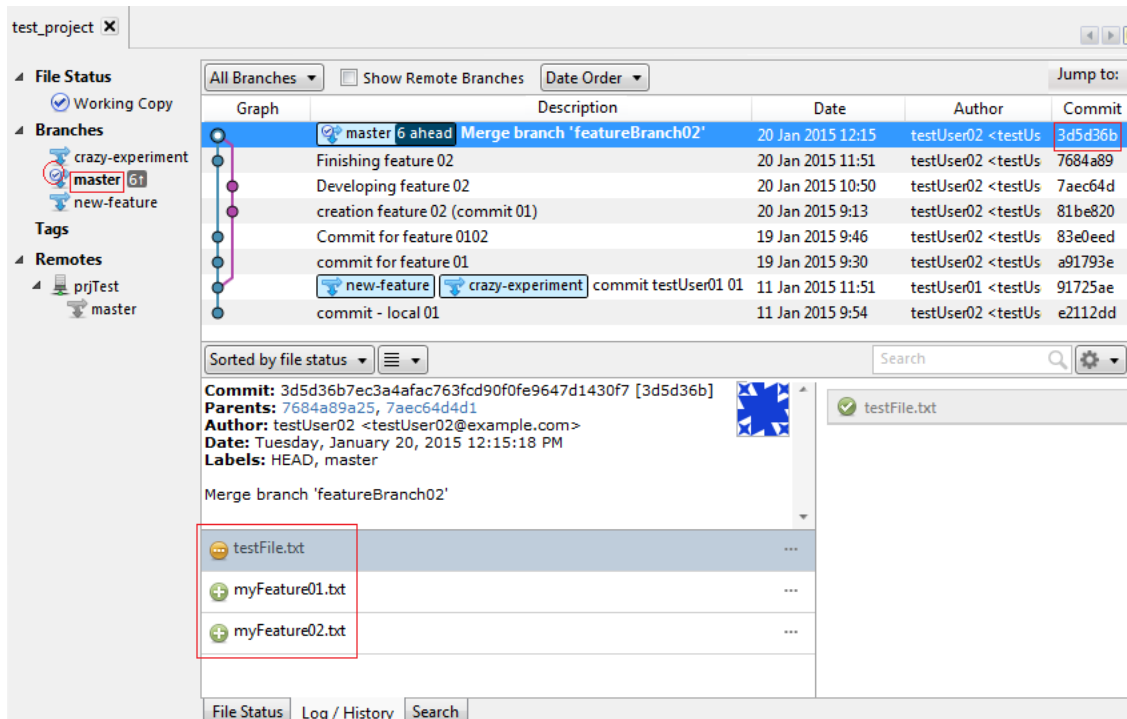 test_project
File Status
Working Copy
Branches
crazy-experiment
master 6↑
new-feature
Tags
Remotes
prjTest
master
All Branches Show Remote Branches Date Order Jump to:
Graph Description Date Author Commit
master 6 ahead Merge branch 'featureBranch02' 20 Jan 2015 12:15 testUser02 <testUs 3d5d36b
Finishing feature 02 20 Jan 2015 11:51 testUser02 <testUs 7684a89
Developing feature 02 20 Jan 2015 10:50 testUser02 <testUs 7aec64d
creation feature 02 (commit 01) 20 Jan 2015 9:13 testUser02 <testUs 81be820
Commit for feature 0102 19 Jan 2015 9:46 testUser02 <testUs 83e0eed
commit for feature 01 19 Jan 2015 9:30 testUser02 <testUs a91793e
new-feature crazy-experiment commit testUser01 01 11 Jan 2015 11:51 testUser01 <testUs 91725ae
commit - local 01 11 Jan 2015 9:54 testUser02 <testUs e2112dd
Sorted by file status Search
Commit: 3d5d36b7ec3a4afac763fcd90f0fe9647d1430f7 [3d5d36b]
Parents: 7684a89a25, 7aec64d4d1
Author: testUser02 <testUser02@example.com>
Date: Tuesday, January 20, 2015 12:15:18 PM
Labels: HEAD, master
Merge branch 'featureBranch02'
testFile.txt
testFile.txt
myFeature01.txt
myFeature02.txt
File Status Log / History Search